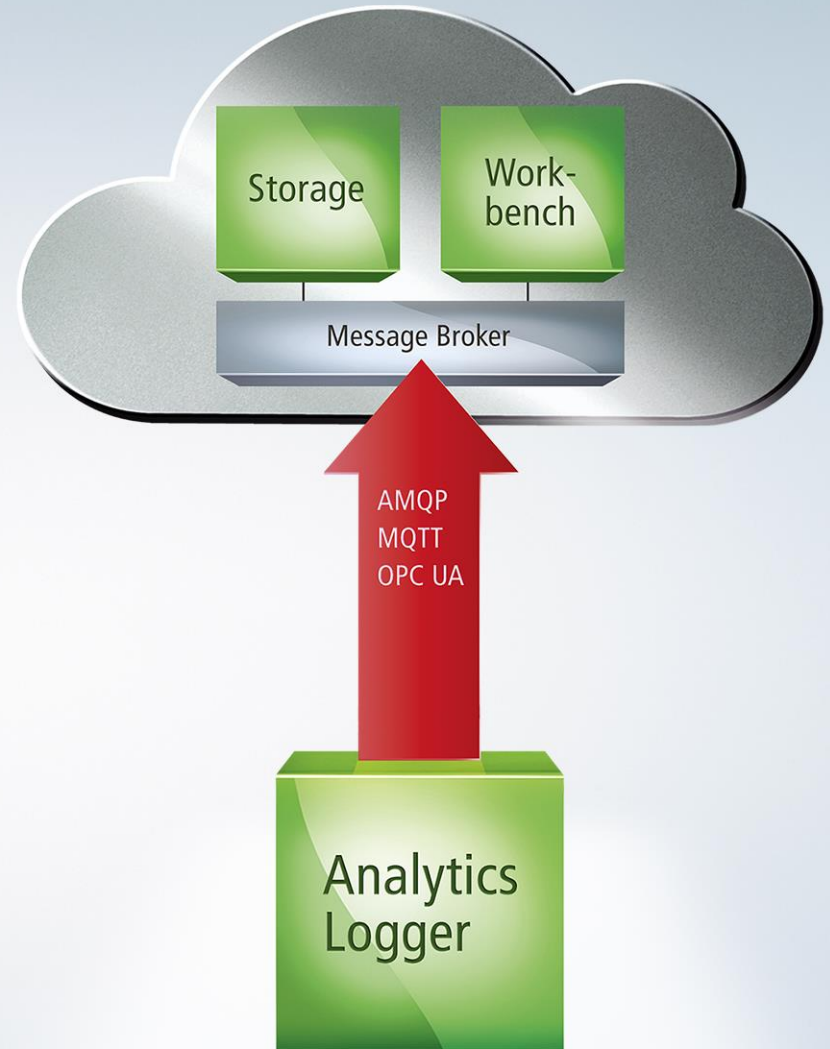 Storage
Work-
bench
Message Broker
AMQP
MQTT
OPC UA
Analytics
Logger